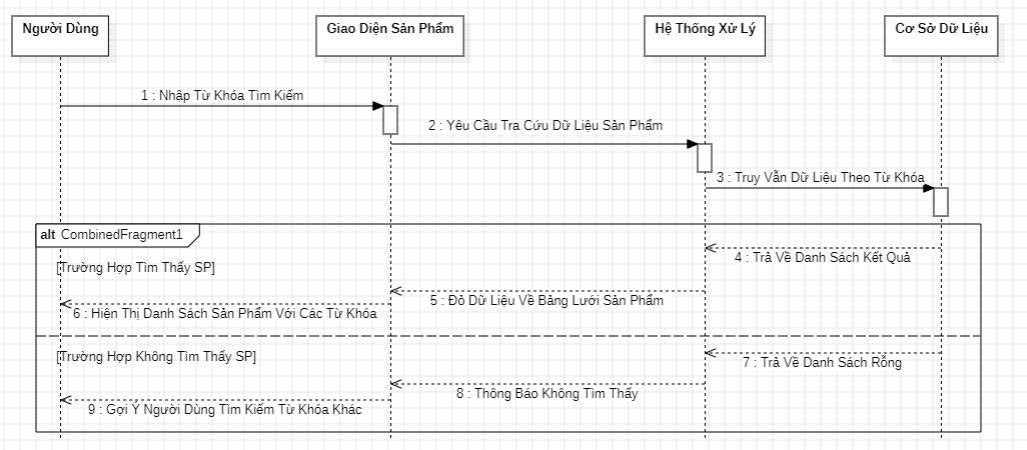 Người Dùng
Giao Diện Sản Phẩm
Hệ Thống Xử Lý
Cơ Sở Dữ Liệu
1 : Nhập Từ Khóa Tìm Kiếm
2 : Yêu Cầu Tra Cứu Dữ Liệu Sản Phẩm
3 : Truy Vẫn Dữ Liệu Theo Từ Khóa
alt CombinedFragment1
4 : Trả Về Danh Sách Kết Quả
[Trường Hợp Tìm Thấy SP]
5 : Đỏ Dữ Liệu Về Bảng Lưới Sản Phẩm
6 : Hiện Thị Danh Sách Sản Phẩm Với Các Từ Khóa
[Trường Hợp Không Tìm Thấy SP]
7 : Trả Về Danh Sách Rỗng
8 : Thông Báo Không Tìm Thấy
9 : Gợi Ý Người Dùng Tìm Kiếm Từ Khóa Khác